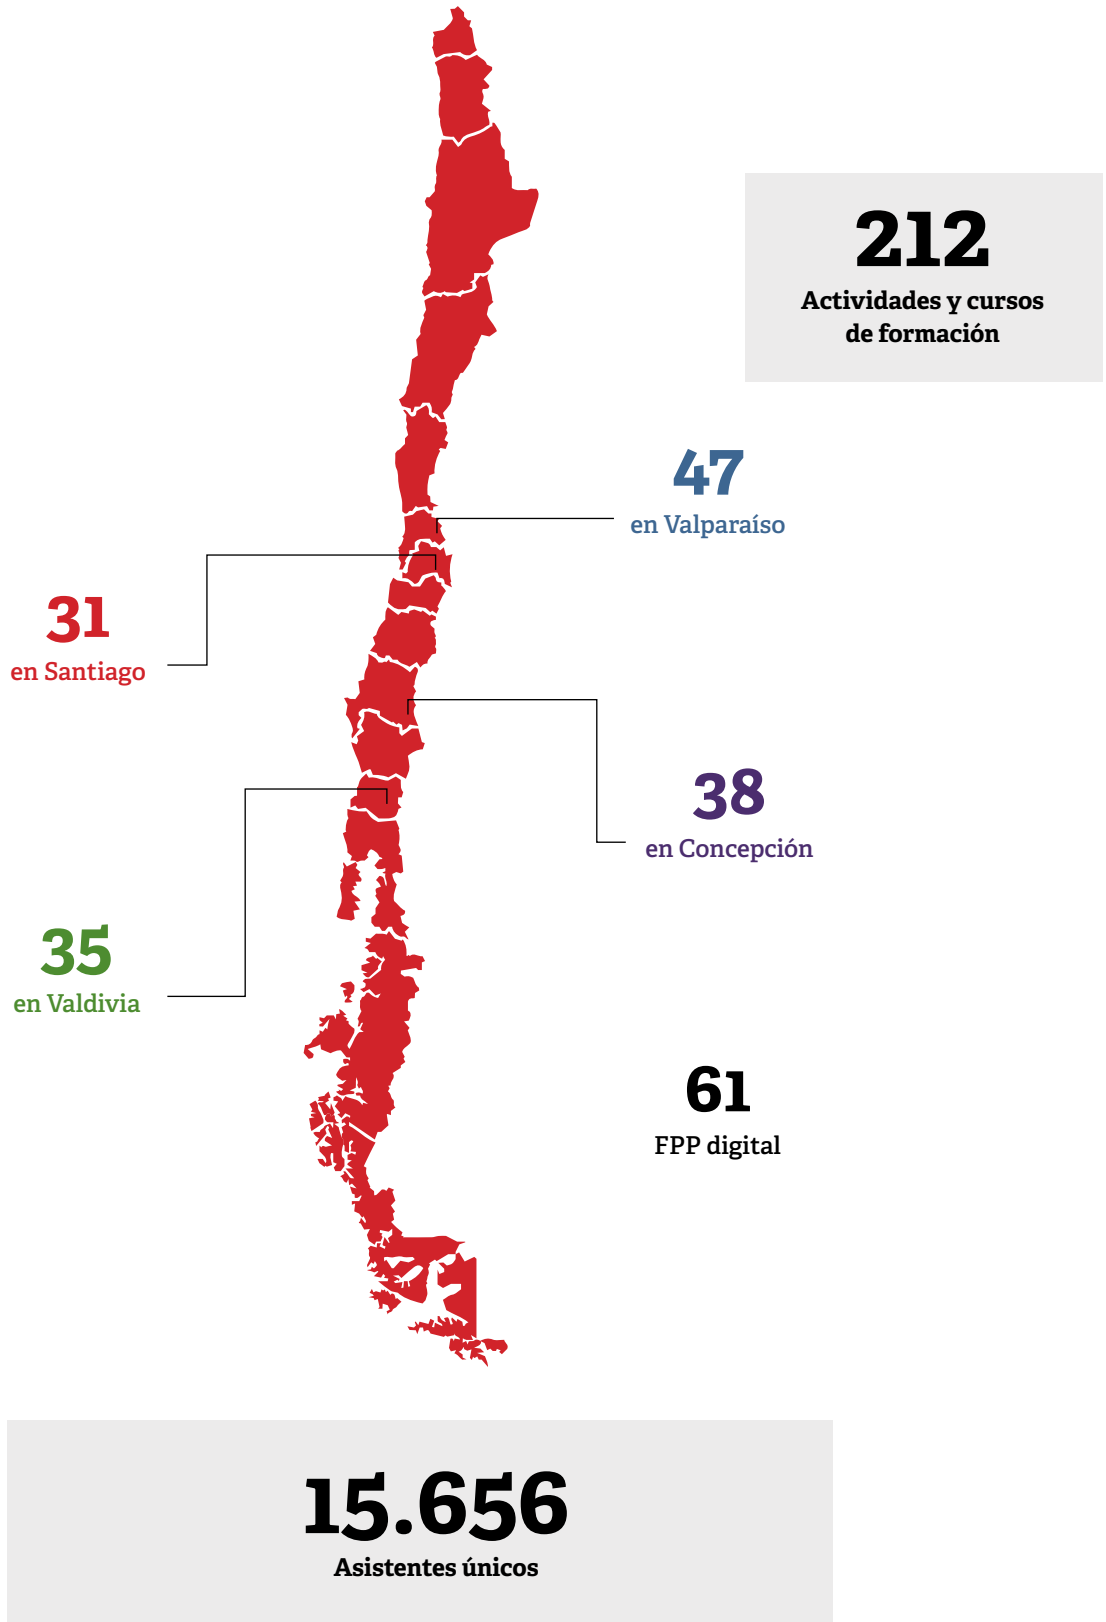 212
Actividades y cursos
de formación
47
en Valparaíso
31
en Santiago
38
en Concepción
35
en Valdivia
61
FPP digital
15.656
Asistentes únicos